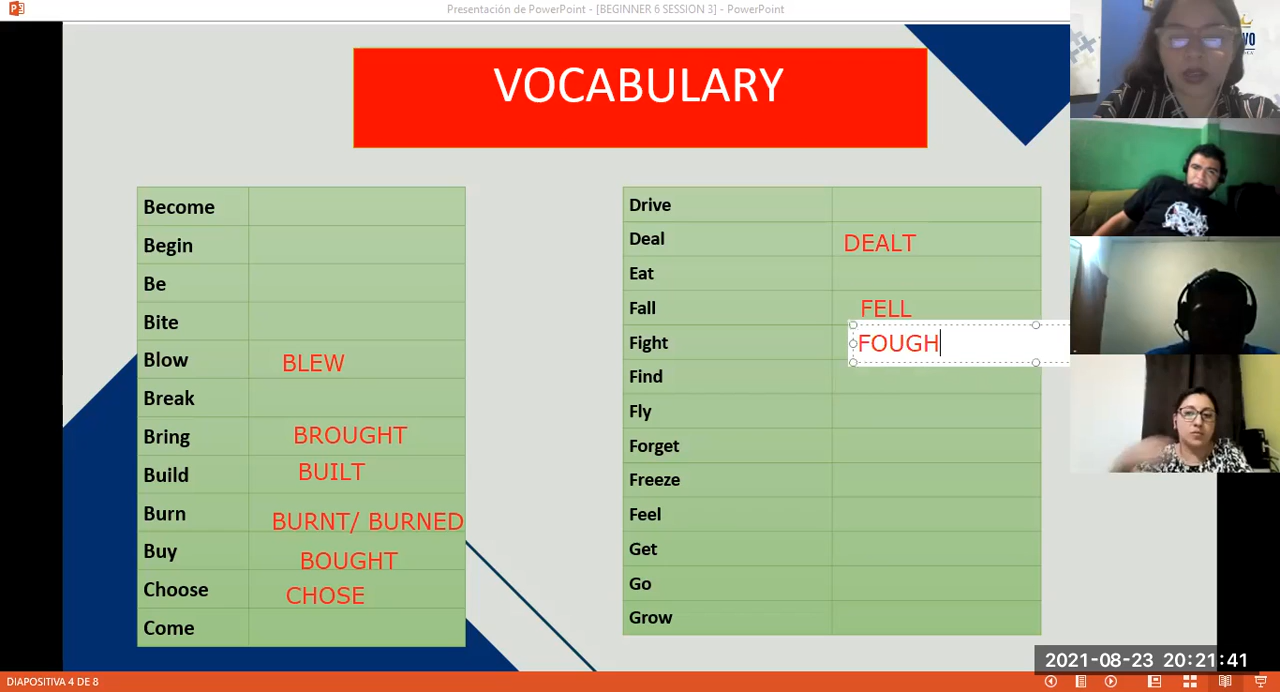 Presentación de PowerPoint - [BEGINNER 6 SESSION 3] - PowerPoint
VOCABULARY
Become
Begin
Be
Bite
Blow BLEW
Break
Bring BROUGHT
Build BUILT
Burn BURNT/ BURNED
Buy BOUGHT
Choose CHOSE
Come
Drive
Deal DEALT
Eat
Fall FELL
Fight FOUGH
Find
Fly
Forget
Freeze
Feel
Get
Go
Grow
2021-08-23 20:21:41
DIAPOSITIVA 4 DE 8